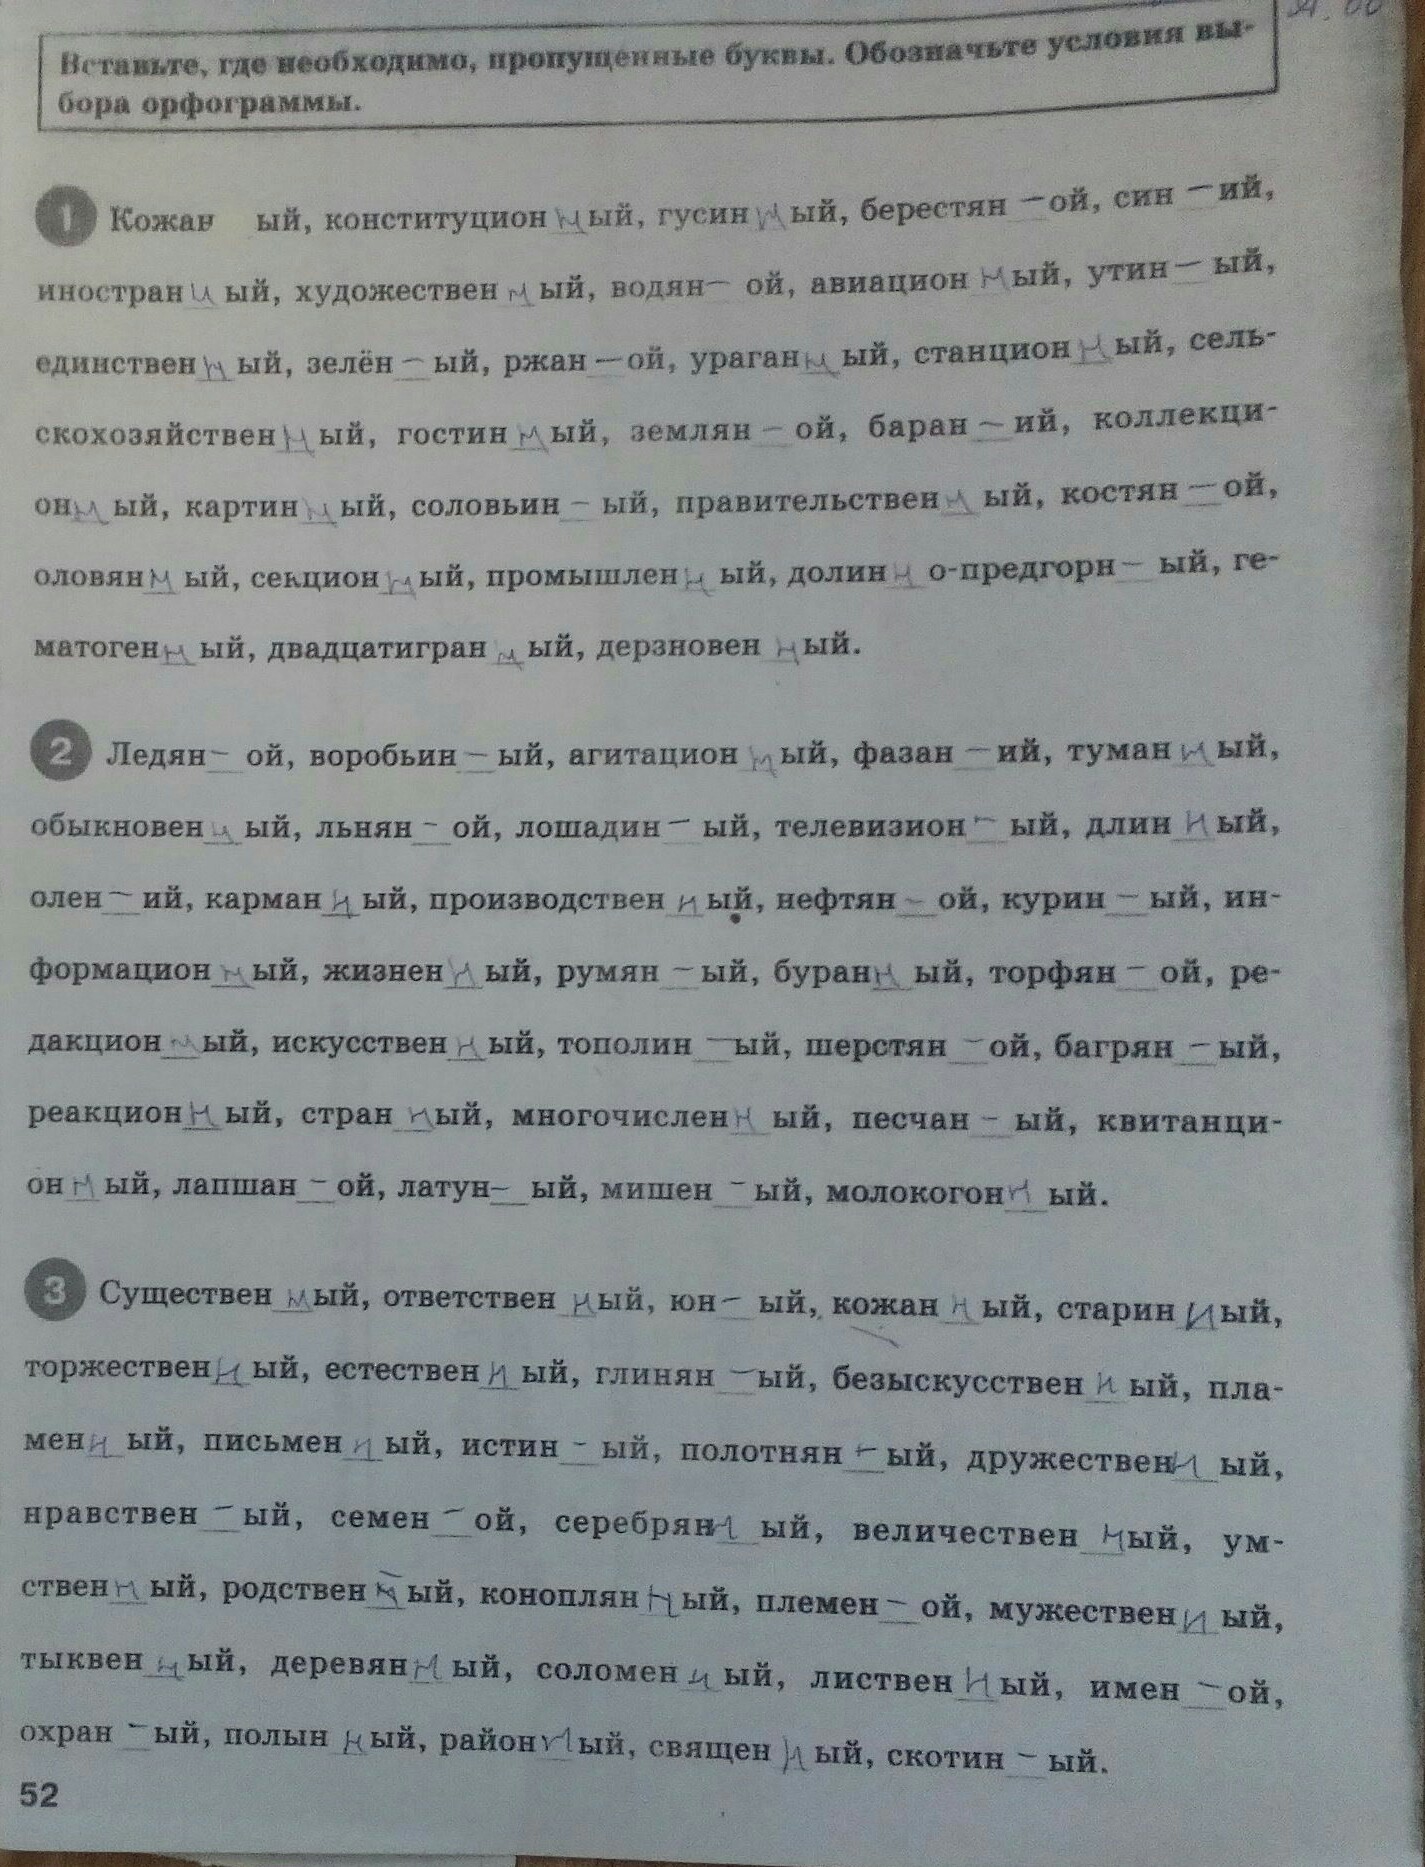 Вставьте, где необходимо, пропущенные буквы. Обозначьте условия вы-
бора орфограммы.
1 Кожан ый, конституцион н ый, гусин н ый, берестян – ой, син – ий,
иностран н ый, художествен н ый, водян – ой, авиацион н ый, утин – ый,
единствен н ый, зелён – ый, ржан – ой, ураган н ый, станцион н ый, сель-
скохозяйствен н ый, гостин н ый, землян – ой, баран – ий, коллекци-
он н ый, картин н ый, соловьин – ый, правительствен н ый, костян – ой,
оловян н ый, секцион н ый, промышлен н ый, долин н о-предгорн – ый, ге-
матоген н ый, двадцатигран н ый, дерзновен н ый.
2 Ледян – ой, воробьин – ый, агитацион н ый, фазан – ий, туман н ый,
обыкновен н ый, льнян – ой, лошадин – ый, телевизион – ый, длин н ый,
олен – ий, карман н ый, производствен н ый, нефтян – ой, курин – ый, ин-
формацион н ый, жизнен н ый, румян – ый, буран н ый, торфян – ой, ре-
дакцион н ый, искусствен н ый, тополин – ый, шерстян – ой, багрян – ый,
реакцион н ый, стран н ый, многочислен н ый, песчан – ый, квитанци-
он н ый, лапшан – ой, латун – ый, мишен – ый, молокогон н ый.
3 Существен н ый, ответствен н ый, юн – ый, кожан н ый, старин н ый,
торжествен н ый, естествен н ый, глинян – ый, безыскусствен н ый, пла-
мен н ый, письмен н ый, истин – ый, полотнян – ый, дружествен н ый,
нравствен – ый, семен – ой, серебрян н ый, величествен н ый, ум-
ствен н ый, родствен н ый, коноплян н ый, племен – ой, мужествен н ый,
тыквен н ый, деревян н ый, соломен н ый, листвен н ый, имен – ой,
охран – ый, полын н ый, район н ый, священ н ый, скотин – ый.
52